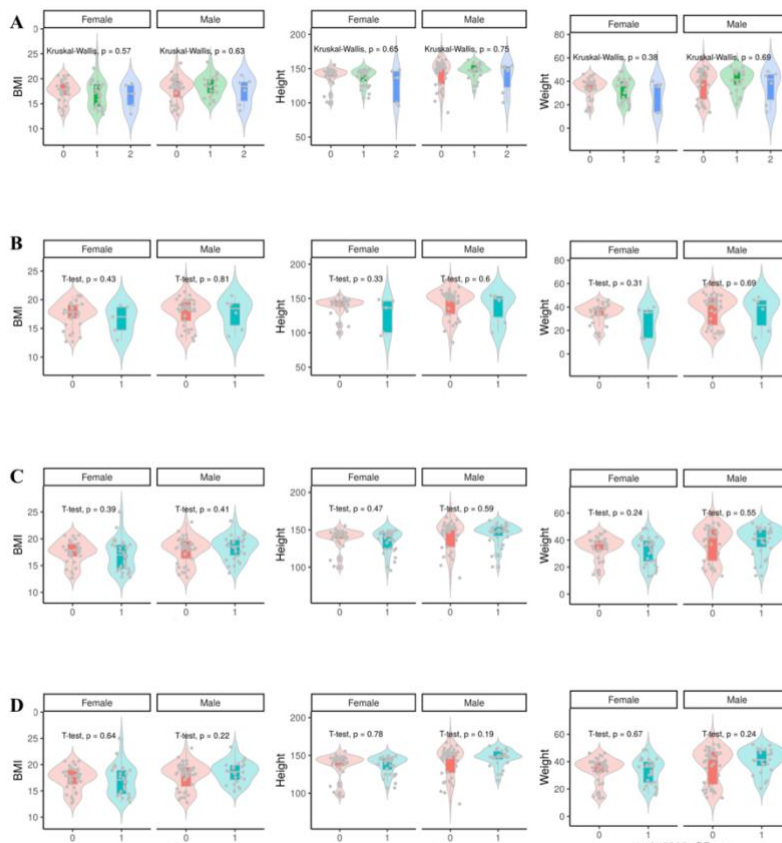 A
Female Male
Kruskal-Wallis, p = 0.57 Kruskal-Wallis, p = 0.63
BMI
0
25
20
15
10
0 1 2 0 1 2
Female Male
Kruskal-Wallis, p = 0.65 Kruskal-Wallis, p = 0.75
Height
200
150
100
50
0 1 2 0 1 2
Female Male
Kruskal-Wallis, p = 0.38 Kruskal-Wallis, p = 0.69
Weight
80
60
40
20
0
0 1 2 0 1 2
B
Female Male
T-test, p = 0.43 T-test, p = 0.81
BMI
25
20
15
10
0 1 0 1
Female Male
T-test, p = 0.33 T-test, p = 0.6
Height
200
150
100
50
0 1 0 1
Female Male
T-test, p = 0.31 T-test, p = 0.69
Weight
80
60
40
20
0
0 1 0 1
C
Female Male
T-test, p = 0.39 T-test, p = 0.41
BMI
25
20
15
10
0 1 0 1
Female Male
T-test, p = 0.47 T-test, p = 0.59
Height
200
150
100
50
0 1 0 1
Female Male
T-test, p = 0.24 T-test, p = 0.55
Weight
60
40
20
0
0 1 0 1
D
Female Male
T-test, p = 0.64 T-test, p = 0.22
BMI
0
20
15
10
0 1 0 1
Female Male
T-test, p = 0.78 T-test, p = 0.19
Height
200
150
100
0 1 0 1
Female Male
T-test, p = 0.67 T-test, p = 0.24
Weight
60
40
20
0
0 1 0 1